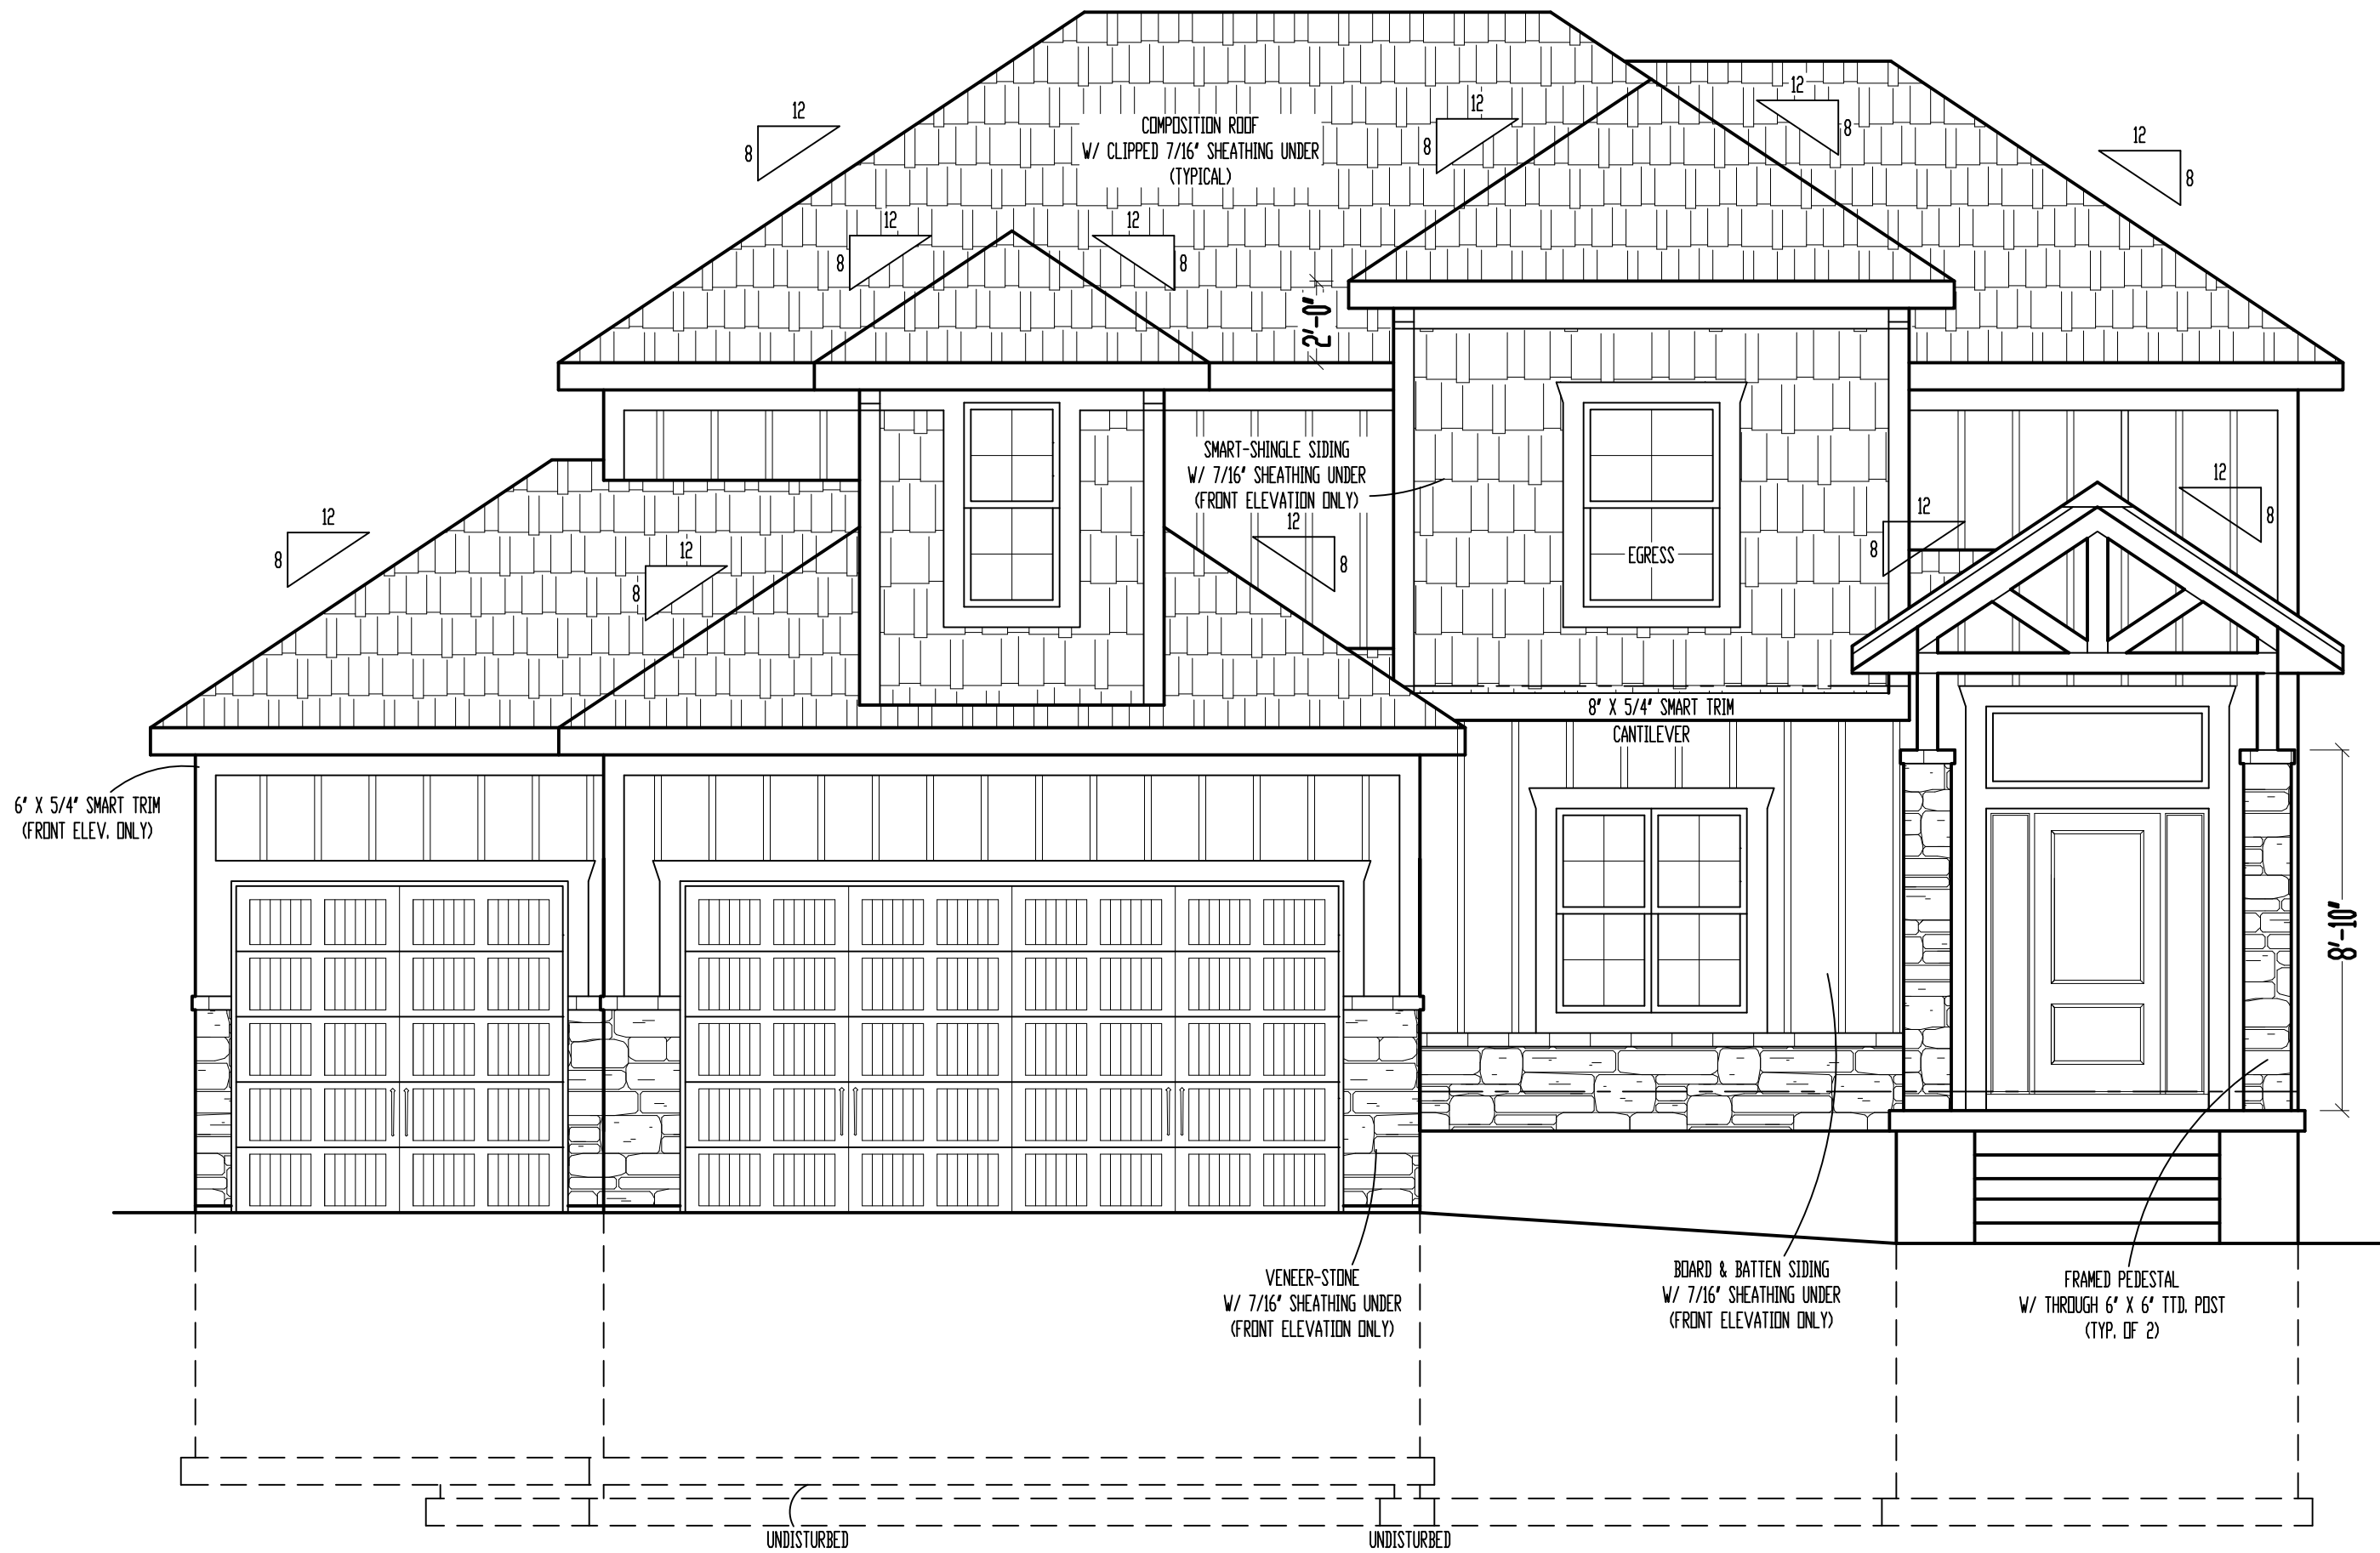 12
8
COMPOSITION ROOF
W/ CLIPPED 7/16" SHEATHING UNDER
(TYPICAL)
12
8
12
8
12
8
12
8
12
8
2'-0"
SMART-SHINGLE SIDING
W/ 7/16" SHEATHING UNDER
(FRONT ELEVATION ONLY)
12
8
EGRESS
12
8
12
8
12
8
12
8
8" X 5/4" SMART TRIM
CANTILEVER
6" X 5/4" SMART TRIM
(FRONT ELEV. ONLY)
8'-10"
VENEER-STONE
W/ 7/16" SHEATHING UNDER
(FRONT ELEVATION ONLY)
BOARD & BATTEN SIDING
W/ 7/16" SHEATHING UNDER
(FRONT ELEVATION ONLY)
FRAMED PEDESTAL
W/ THROUGH 6" X 6" TTD. POST
(TYP. OF 2)
UNDISTURBED
UNDISTURBED